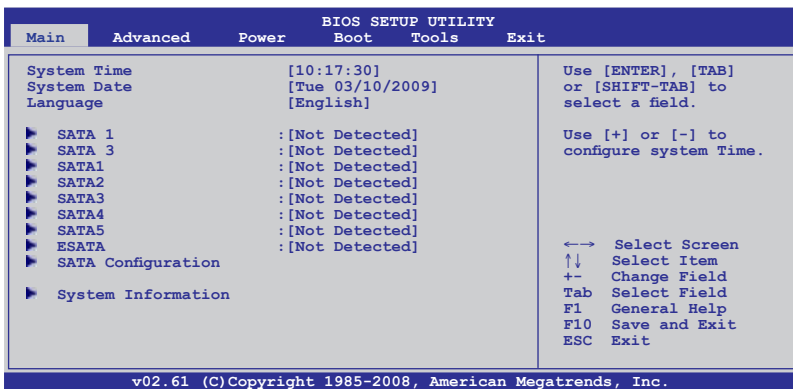 BIOS SETUP UTILITY
Main Advanced Power Boot Tools Exit
System Time [10:17:30]
System Date [Tue 03/10/2009]
Language [English]
SATA 1 :[Not Detected]
SATA 3 :[Not Detected]
SATA1 :[Not Detected]
SATA2 :[Not Detected]
SATA3 :[Not Detected]
SATA4 :[Not Detected]
SATA5 :[Not Detected]
ESATA :[Not Detected]
SATA Configuration
System Information
Use [ENTER], [TAB]
or [SHIFT-TAB] to
select a field.
Use [+] or [-] to
configure system Time.
←→ Select Screen
↑↓ Select Item
+- Change Field
Tab Select Field
F1 General Help
F10 Save and Exit
ESC Exit
v02.61 (C)Copyright 1985-2008, American Megatrends, Inc.